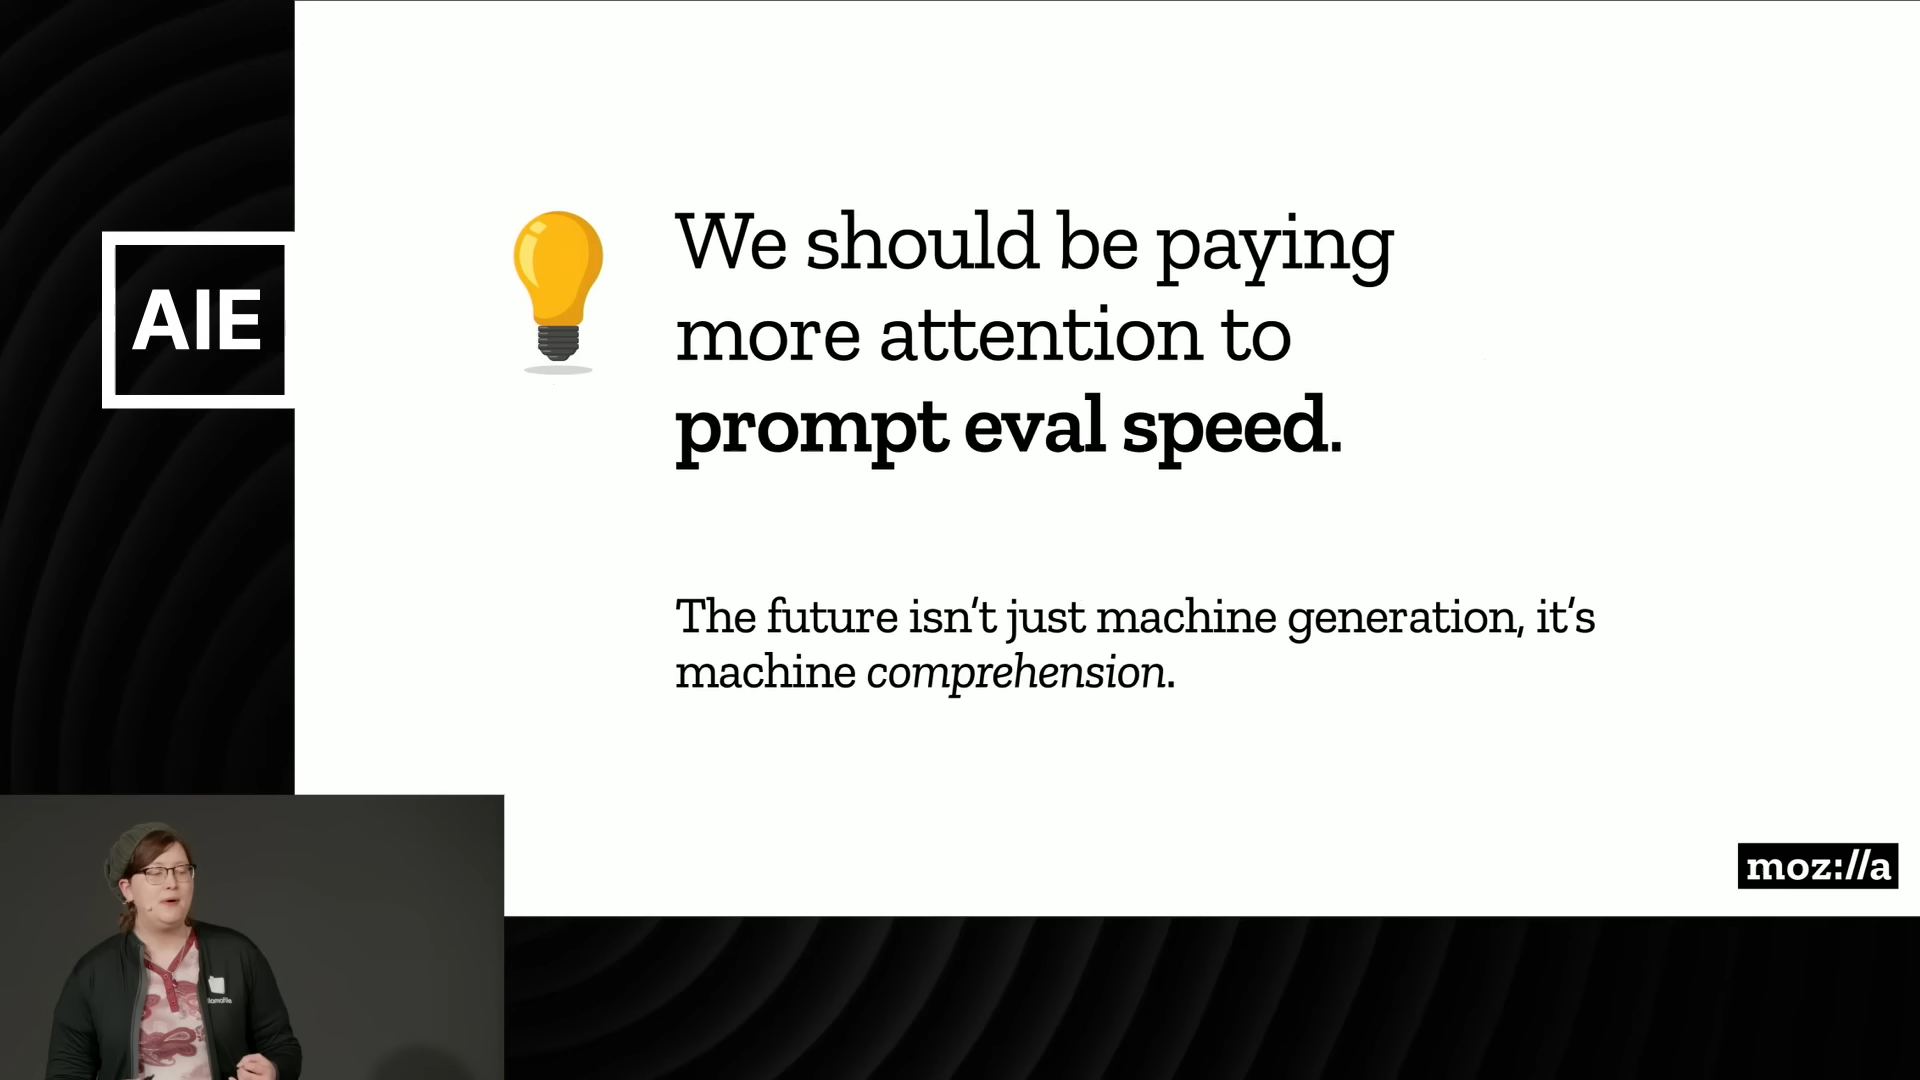 AIE
We should be paying
more attention to
prompt eval speed.
The future isn’t just machine generation, it’s
machine comprehension.
moz://a
llamafile